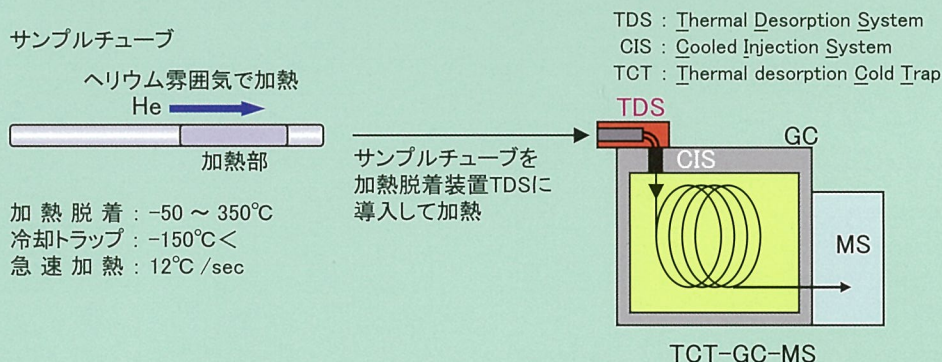 TDS : Thermal Desorption System
CIS : Cooled Injection System
TCT : Thermal desorption Cold Trap
サンプルチューブ
ヘリウム雰囲気で加熱
He
加熱部
サンプルチューブを
加熱脱着装置TDSに
導入して加熱
加 熱 脱 着 : -50 ~ 350℃
冷却トラップ : -150℃<
急 速 加 熱 : 12℃ /sec
TDS
GC
CIS
MS
TCT-GC-MS